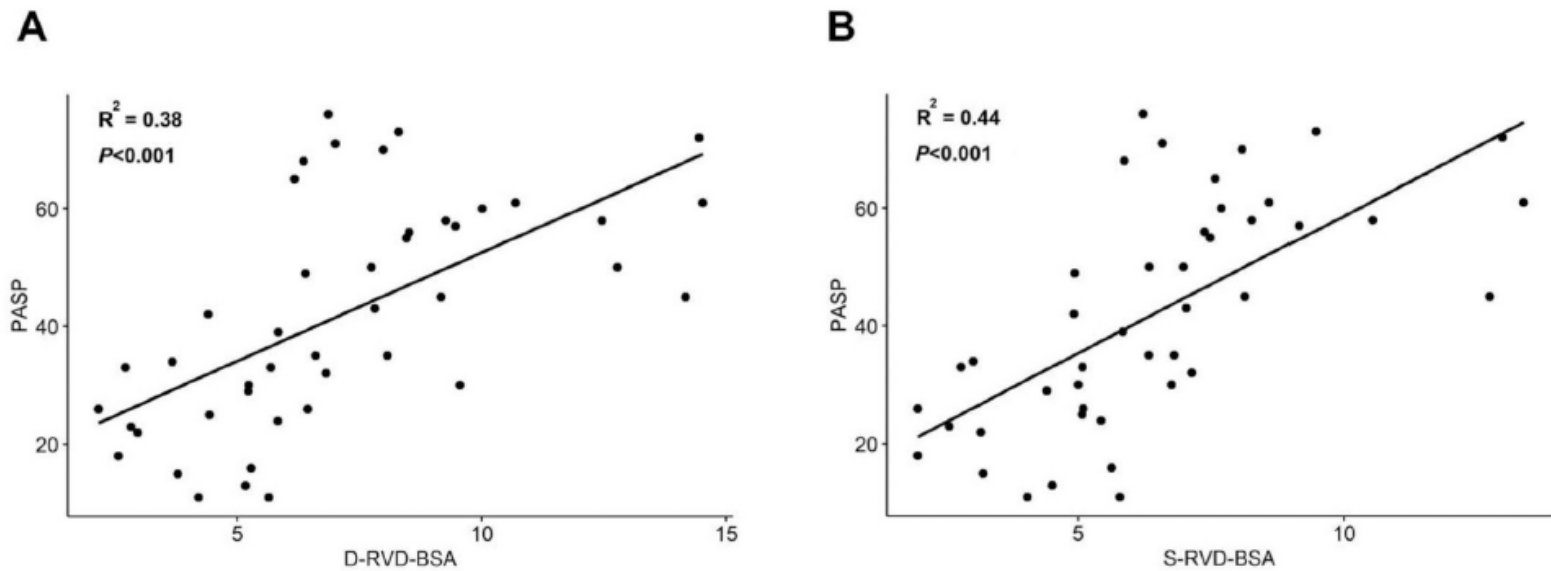 A
R² = 0.38
P<0.001
60
40
20
PASP
5
10
15
D-RVD-BSA
B
R² = 0.44
P<0.001
60
40
20
PASP
5
10
S-RVD-BSA